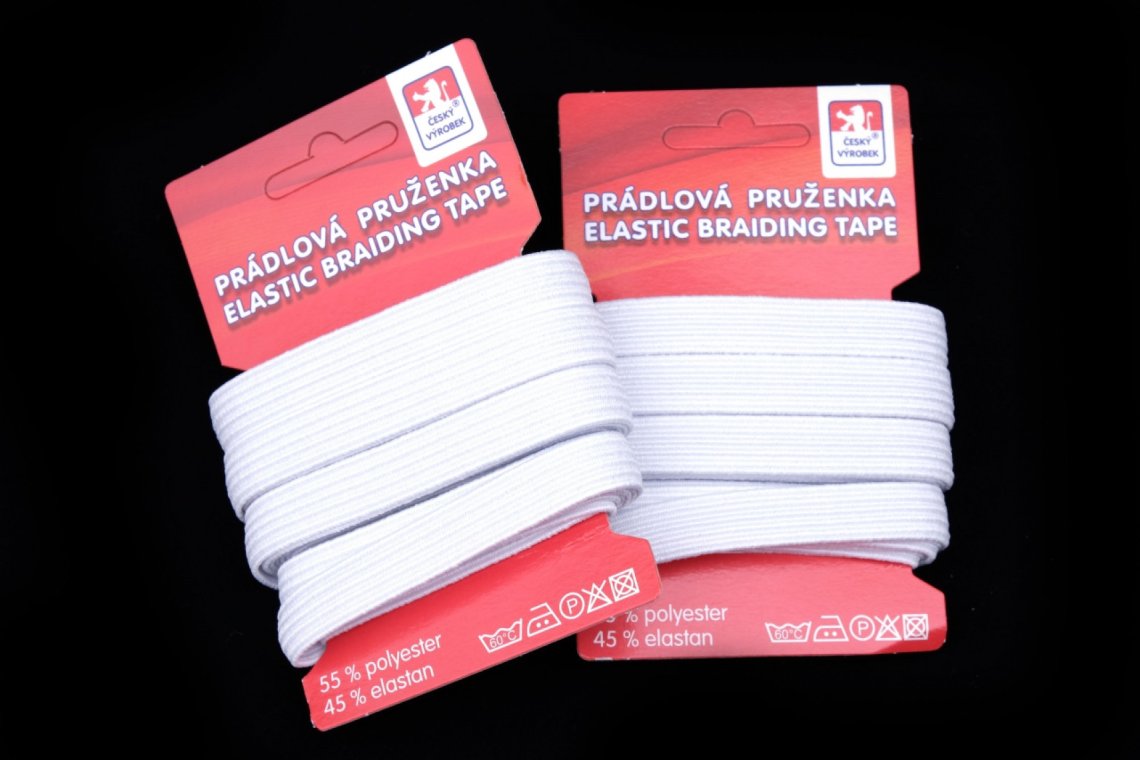 ČESKÝ®
VÝROBEK
PRÁDLOVÁ PRUŽENKA
ELASTIC BRAIDING TAPE
55 % polyester
45 % elastan
60°C
P
ČESKÝ®
VÝROBEK
PRÁDLOVÁ PRUŽENKA
ELASTIC BRAIDING TAPE
% polyester
45 % elastan
60°C
P